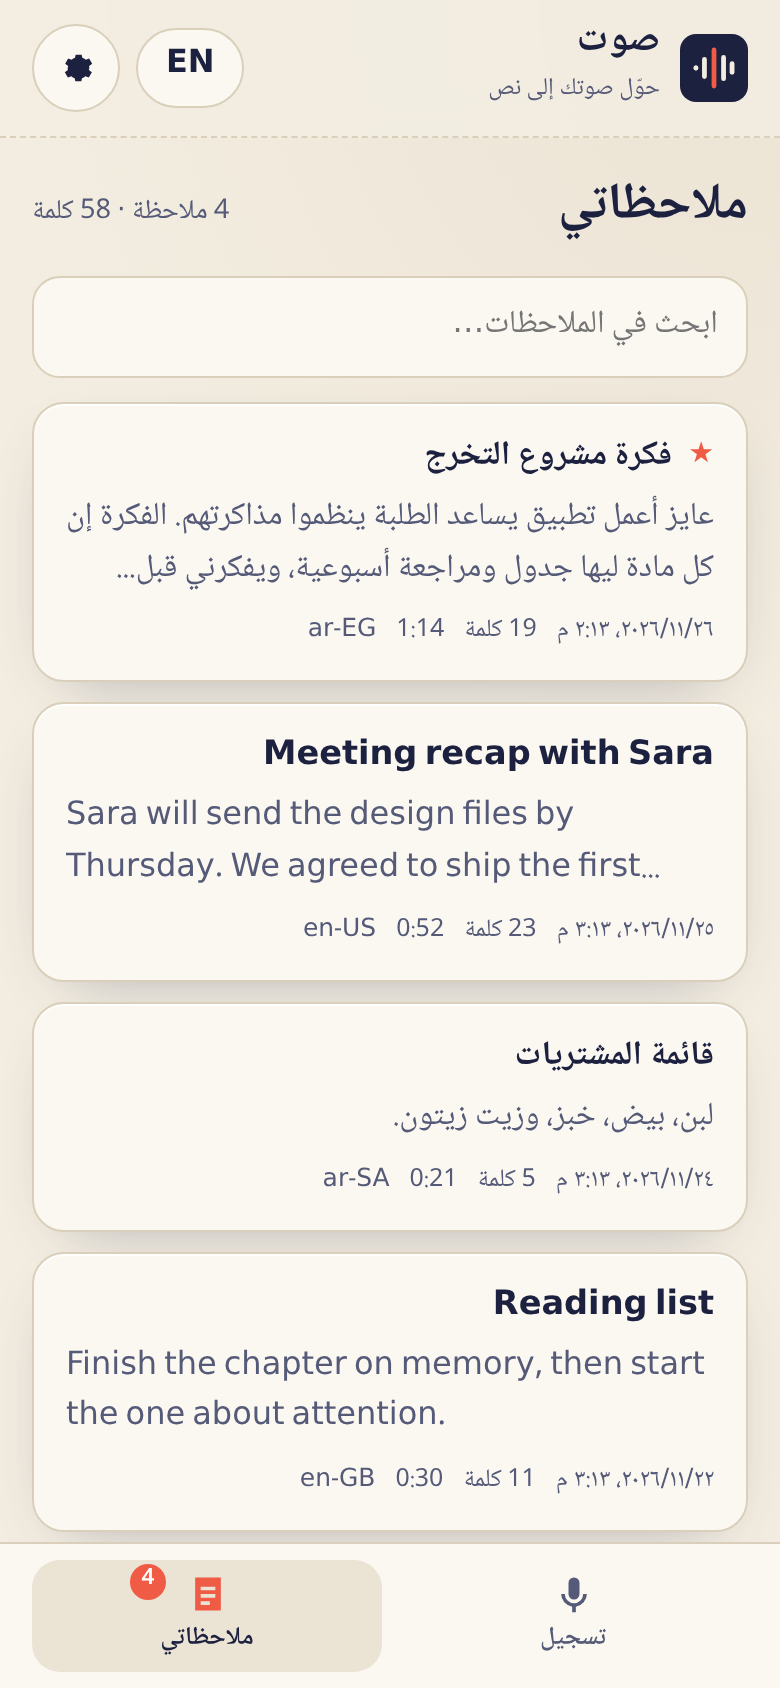 صوت
حوّل صوتك إلى نص
EN
ملاحظاتي
4 ملاحظة · 58 كلمة
ابحث في الملاحظات...
★ فكرة مشروع التخرج
عايز أعمل تطبيق يساعد الطلبة ينظموا مذاكرتهم. الفكرة إن
كل مادة ليها جدول ومراجعة أسبوعية، ويفكرني قبل...
٢٠٢٦/١١/٢٦، ٢:١٣ م 19 كلمة 1:14 ar-EG
Meeting recap with Sara
Sara will send the design files by
Thursday. We agreed to ship the first...
٢٠٢٦/١١/٢٥، ٣:١٣ م 23 كلمة 0:52 en-US
قائمة المشتريات
لبن، بيض، خبز، وزيت زيتون.
٢٠٢٦/١١/٢٤، ٣:١٣ م 5 كلمة 0:21 ar-SA
Reading list
Finish the chapter on memory, then start
the one about attention.
٢٠٢٦/١١/٢٢، ٣:١٣ م 11 كلمة 0:30 en-GB
تسجيل
4
ملاحظاتي